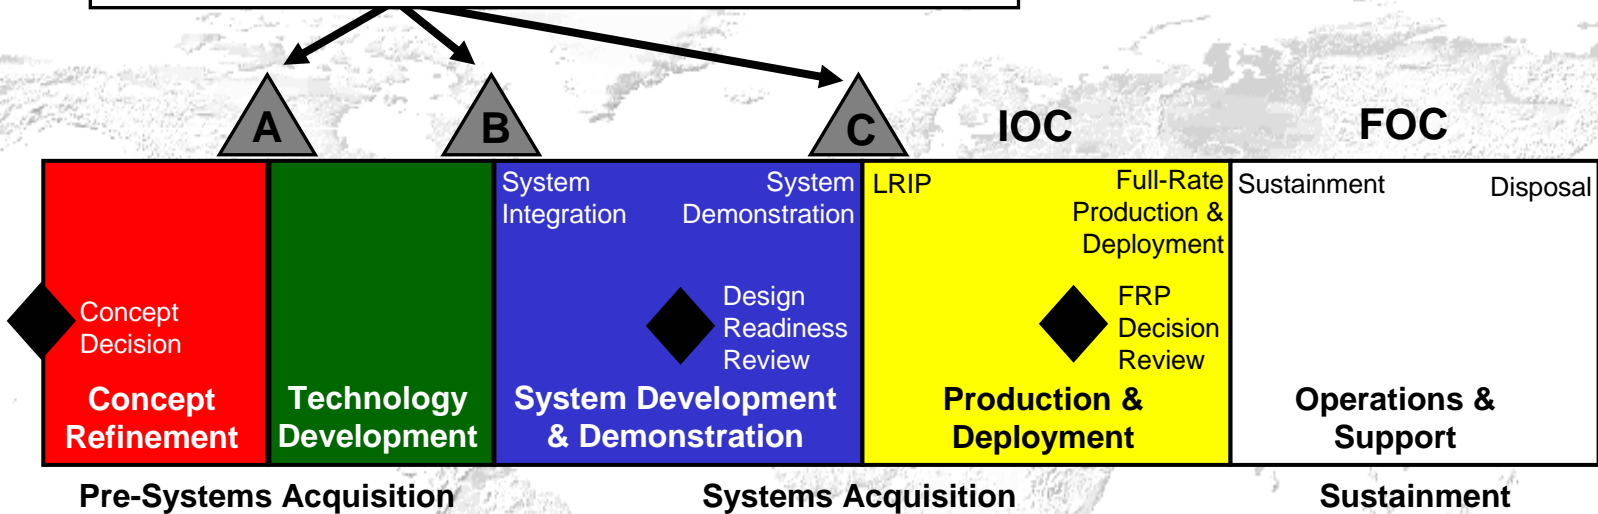 A
B
C
IOC
FOC
System
Integration
System
Demonstration
LRIP
Full-Rate
Production &
Deployment
Sustainment
Disposal
Concept
Decision
Design
Readiness
Review
FRP
Decision
Review
Concept
Refinement
Technology
Development
System Development
& Demonstration
Production &
Deployment
Operations &
Support
Pre-Systems Acquisition
Systems Acquisition
Sustainment